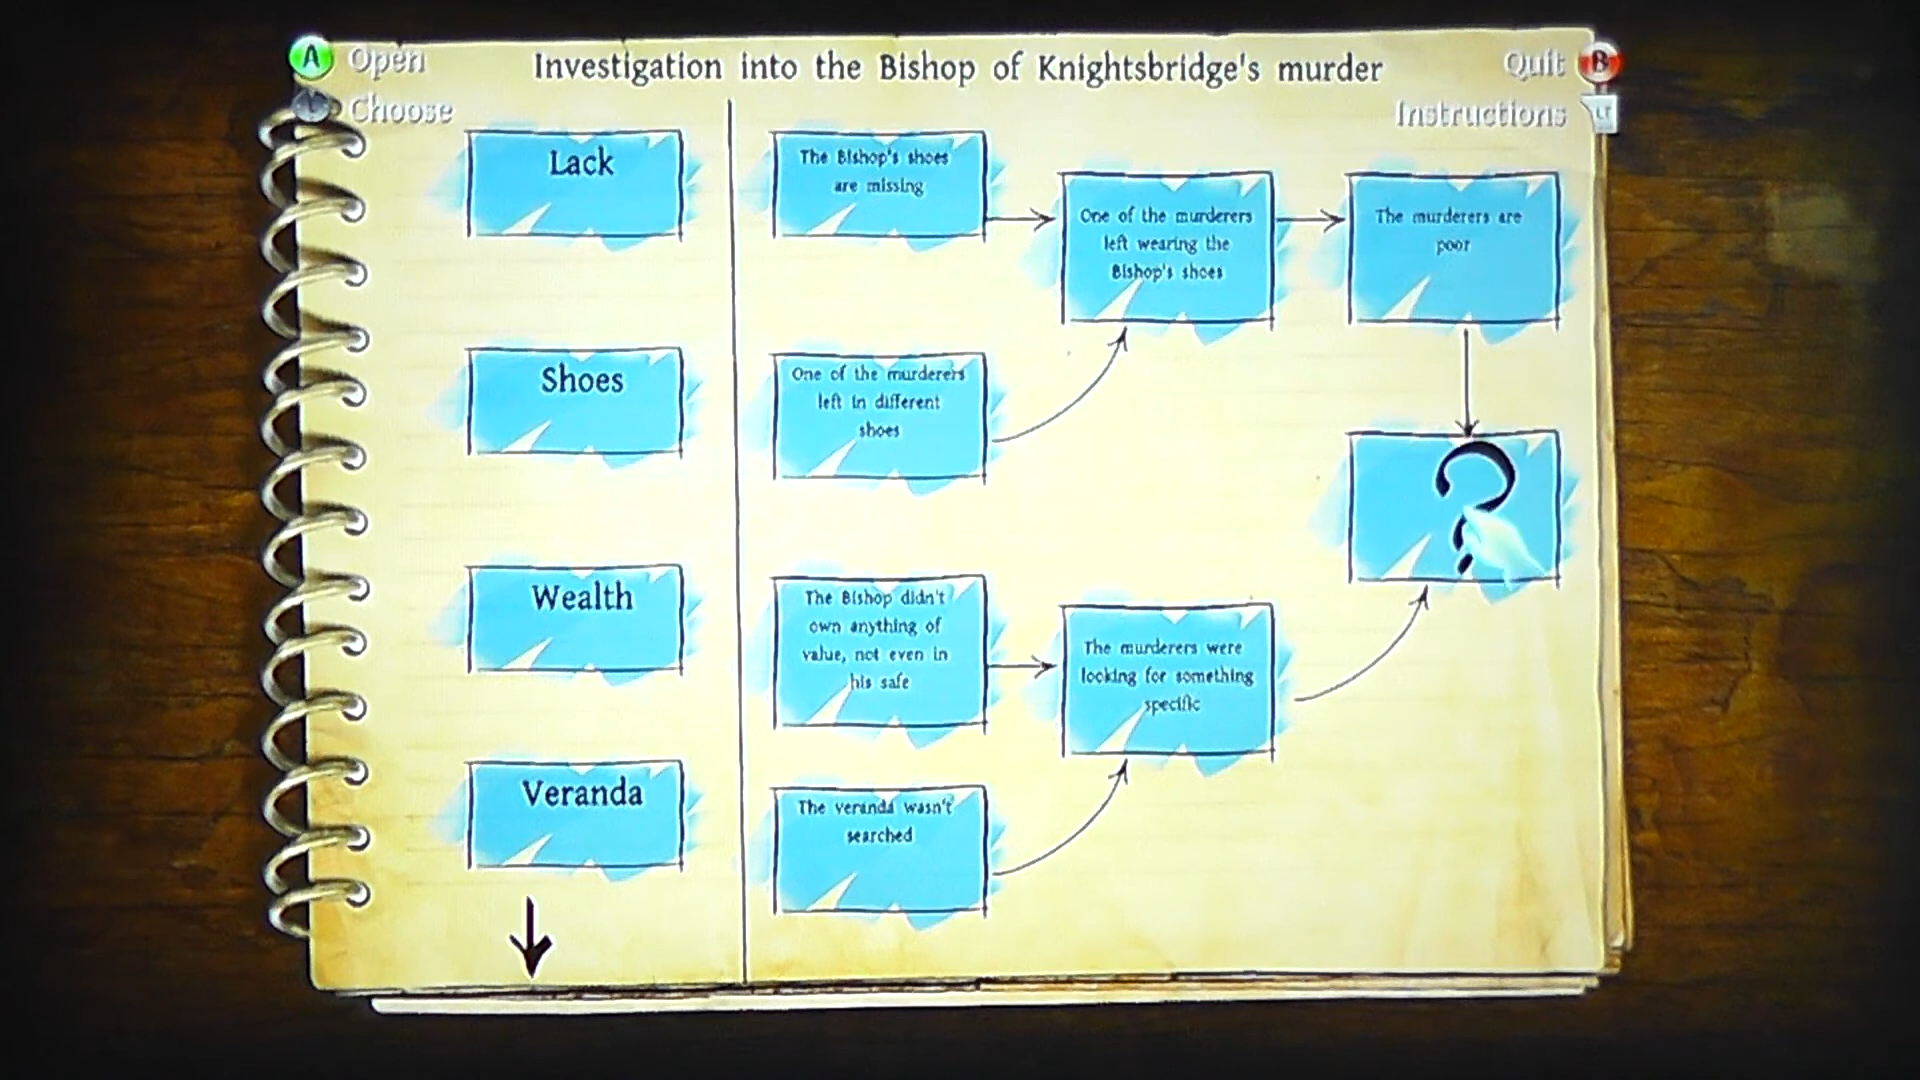 A Open
Choose
Investigation into the Bishop of Knightsbridge's murder
Quit B
Instructions LT
Lack
Shoes
Wealth
Veranda
The Bishop's shoes
are missing
One of the murderers
left wearing the
Bishop's shoes
The murderers are
poor
One of the murderers
left in different
shoes
?
The Bishop didn't
own anything of
value, not even in
his safe
The murderers were
looking for something
specific
The veranda wasn't
searched